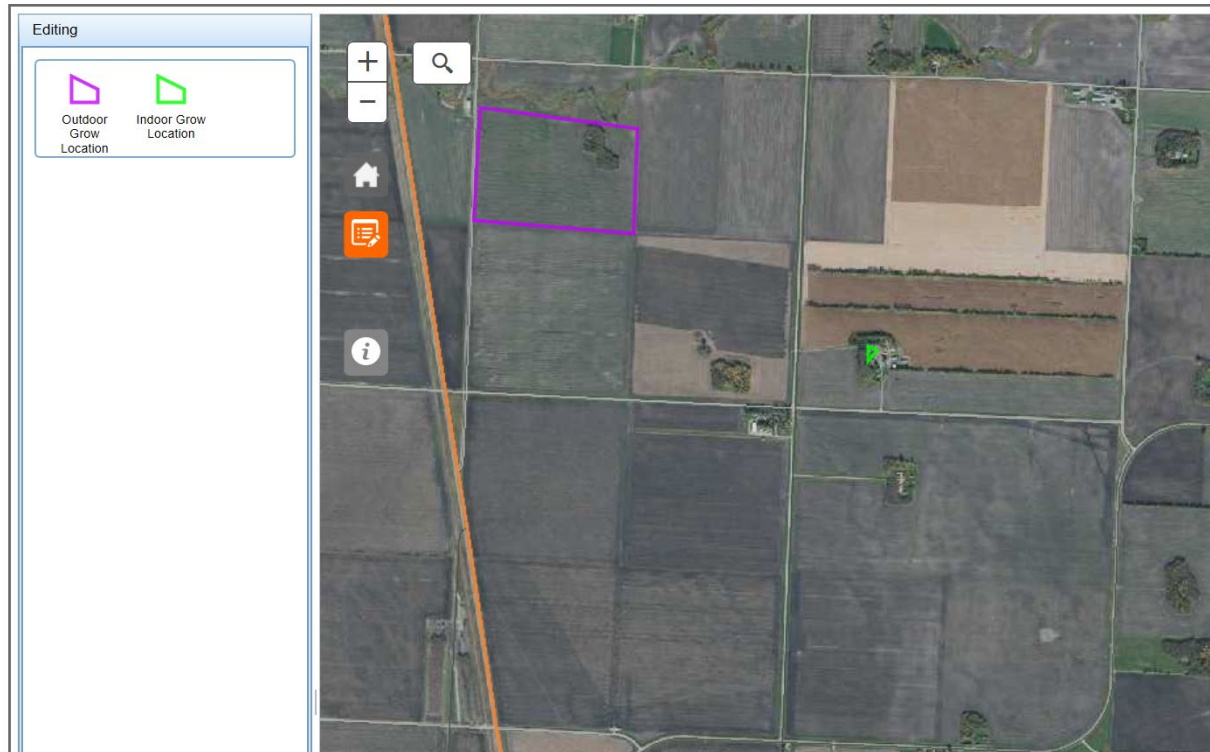 Editing
Outdoor
Grow
Location
Indoor Grow
Location
+
−
i